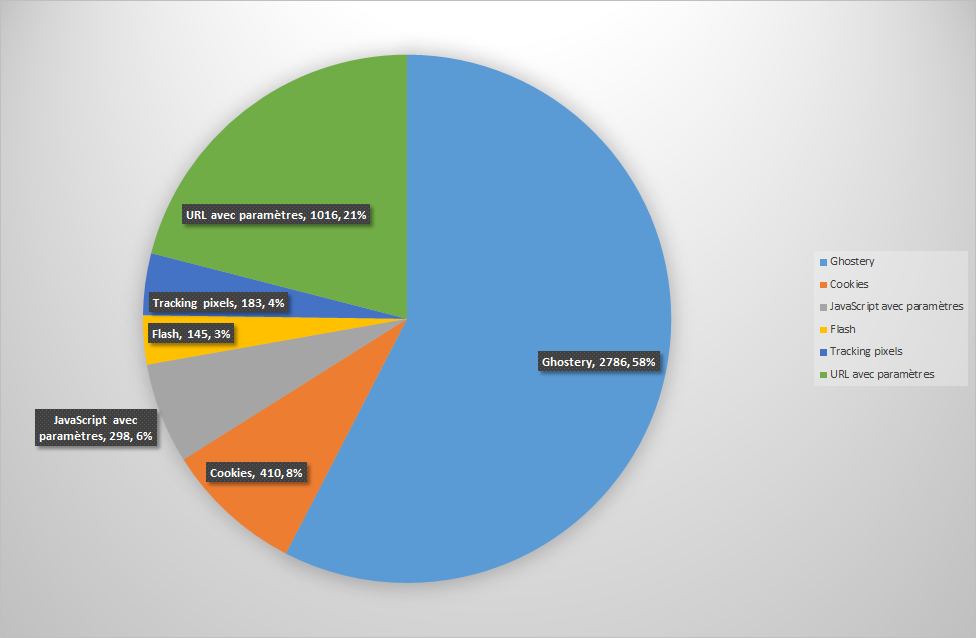 URL avec paramètres, 1016, 21%
Tracking pixels, 183, 4%
Flash, 145, 3%
Ghostery, 2786, 58%
JavaScript avec
paramètres, 298, 6%
Cookies, 410, 8%
Ghostery
Cookies
JavaScript avec paramètres
Flash
Tracking pixels
URL avec paramètres